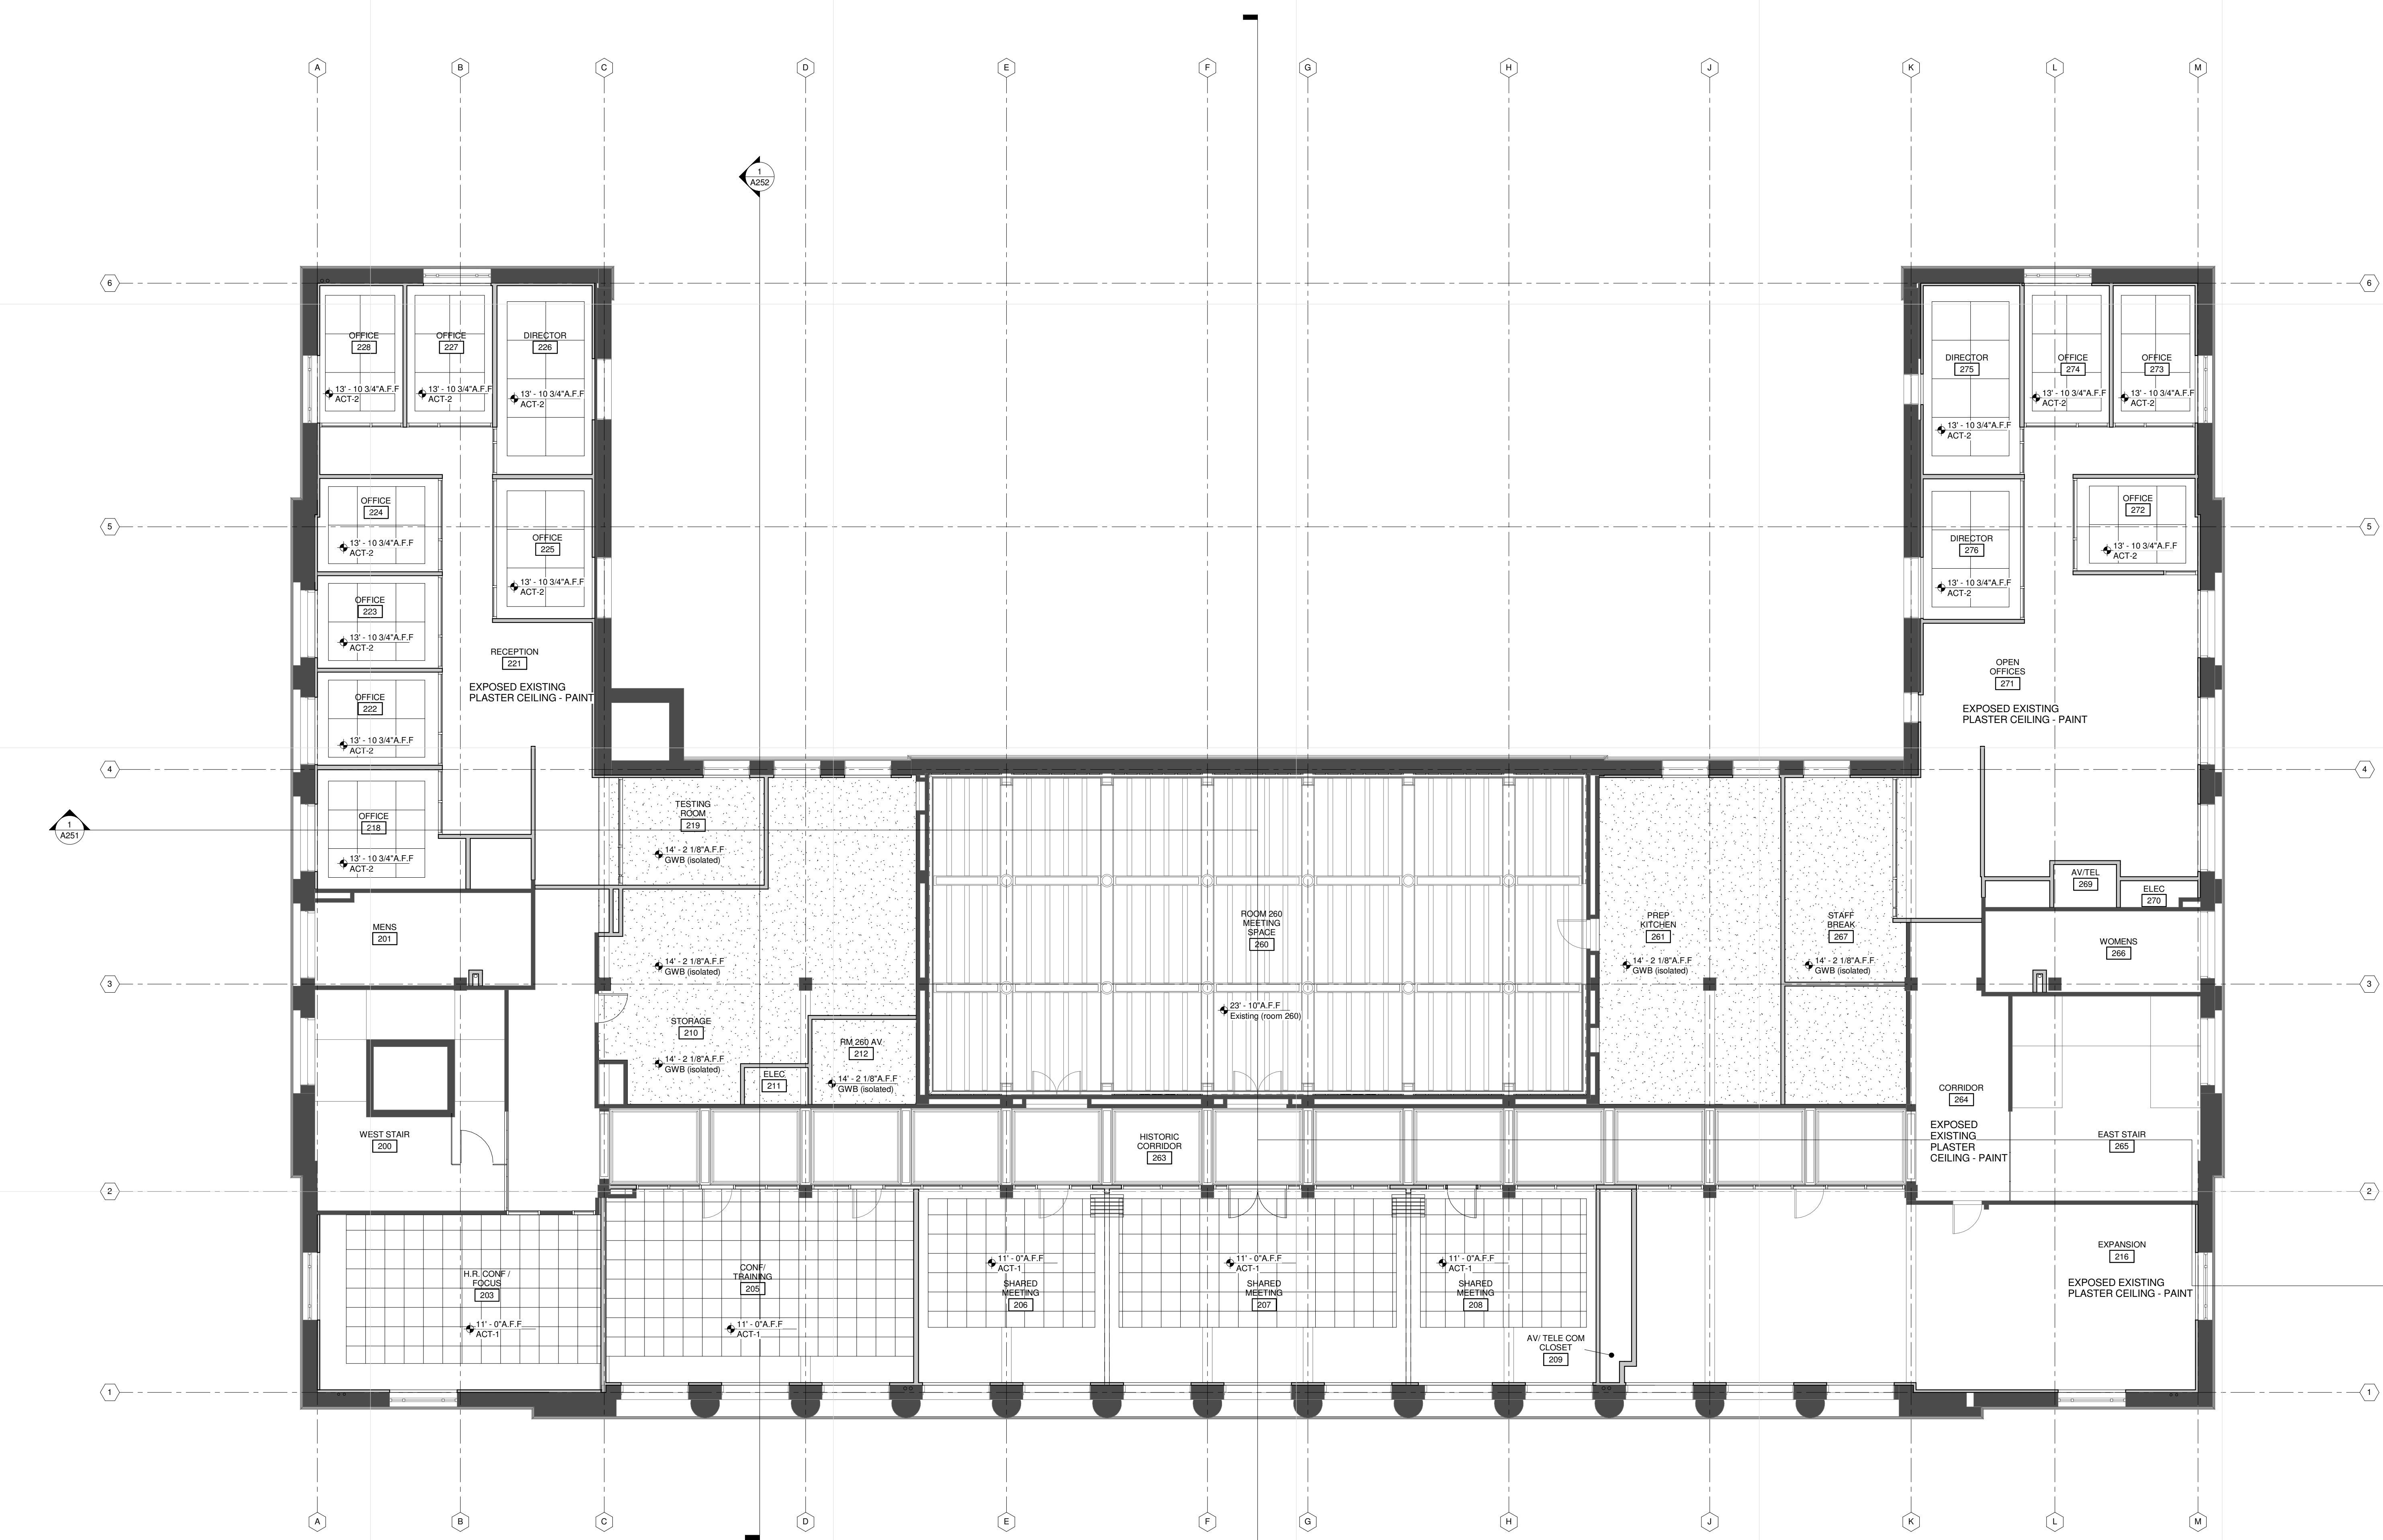 A
B
C
D
E
F
G
H
J
K
L
M
1
A252
6
6
OFFICE
228
13' - 10 3/4"A.F.F
ACT-2
OFFICE
227
13' - 10 3/4"A.F.F
ACT-2
DIRECTOR
226
13' - 10 3/4"A.F.F
ACT-2
DIRECTOR
275
13' - 10 3/4"A.F.F
ACT-2
OFFICE
274
13' - 10 3/4"A.F.F
ACT-2
OFFICE
273
13' - 10 3/4"A.F.F
ACT-2
5
5
OFFICE
224
13' - 10 3/4"A.F.F
ACT-2
OFFICE
225
13' - 10 3/4"A.F.F
ACT-2
OFFICE
272
13' - 10 3/4"A.F.F
ACT-2
DIRECTOR
276
13' - 10 3/4"A.F.F
ACT-2
OFFICE
223
13' - 10 3/4"A.F.F
ACT-2
RECEPTION
221
EXPOSED EXISTING
PLASTER CEILING - PAINT
OPEN
OFFICES
271
EXPOSED EXISTING
PLASTER CEILING - PAINT
OFFICE
222
13' - 10 3/4"A.F.F
ACT-2
4
4
1
A251
OFFICE
218
13' - 10 3/4"A.F.F
ACT-2
TESTING
ROOM
219
14' - 2 1/8"A.F.F
GWB (isolated)
AV/TEL
269
ELEC
270
MENS
201
14' - 2 1/8"A.F.F
GWB (isolated)
ROOM 260
MEETING
SPACE
260
23' - 10"A.F.F
Existing (room 260)
PREP
KITCHEN
261
14' - 2 1/8"A.F.F
GWB (isolated)
STAFF
BREAK
267
14' - 2 1/8"A.F.F
GWB (isolated)
WOMENS
266
3
3
STORAGE
210
14' - 2 1/8"A.F.F
GWB (isolated)
ELEC
211
RM 260 AV
212
14' - 2 1/8"A.F.F
GWB (isolated)
CORRIDOR
264
EXPOSED
EXISTING
PLASTER
CEILING - PAINT
WEST STAIR
200
HISTORIC
CORRIDOR
263
EAST STAIR
265
2
2
H.R. CONF /
FOCUS
203
11' - 0"A.F.F
ACT-1
CONF/
TRAINING
205
11' - 0"A.F.F
ACT-1
11' - 0"A.F.F
ACT-1
SHARED
MEETING
206
11' - 0"A.F.F
ACT-1
SHARED
MEETING
207
11' - 0"A.F.F
ACT-1
SHARED
MEETING
208
AV/ TELE COM
CLOSET
209
EXPANSION
216
EXPOSED EXISTING
PLASTER CEILING - PAINT
1
1
A
B
C
D
E
F
G
H
J
K
L
M